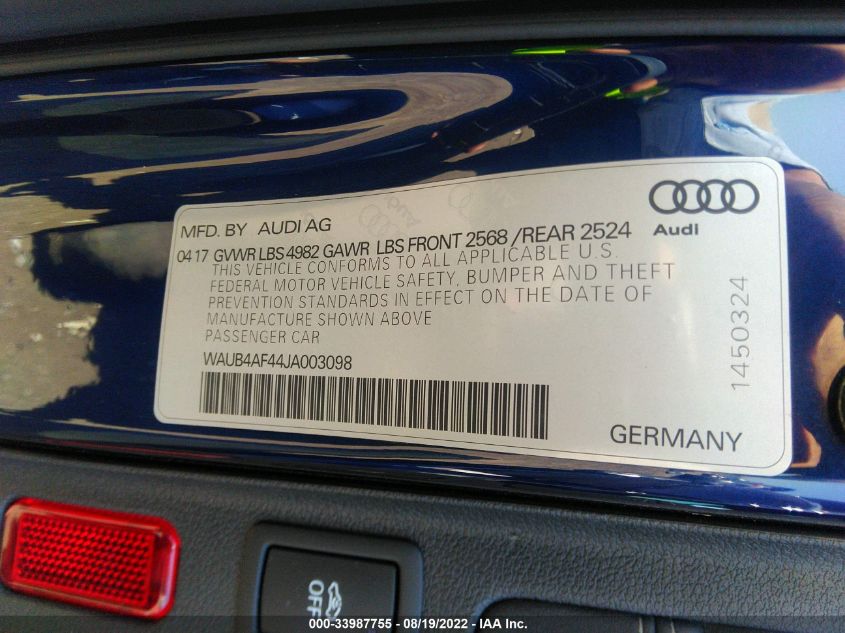 MFD. BY AUDI AG
Audi
04 17 GVWR LBS 4982 GAWR LBS FRONT 2568 /REAR 2524
THIS VEHICLE CONFORMS TO ALL APPLICABLE U.S.
FEDERAL MOTOR VEHICLE SAFETY, BUMPER AND THEFT
PREVENTION STANDARDS IN EFFECT ON THE DATE OF
MANUFACTURE SHOWN ABOVE
PASSENGER CAR
WAUB4AF44JA003098
1450324
GERMANY
OFF
000-33987755 - 08/19/2022 - IAA Inc.